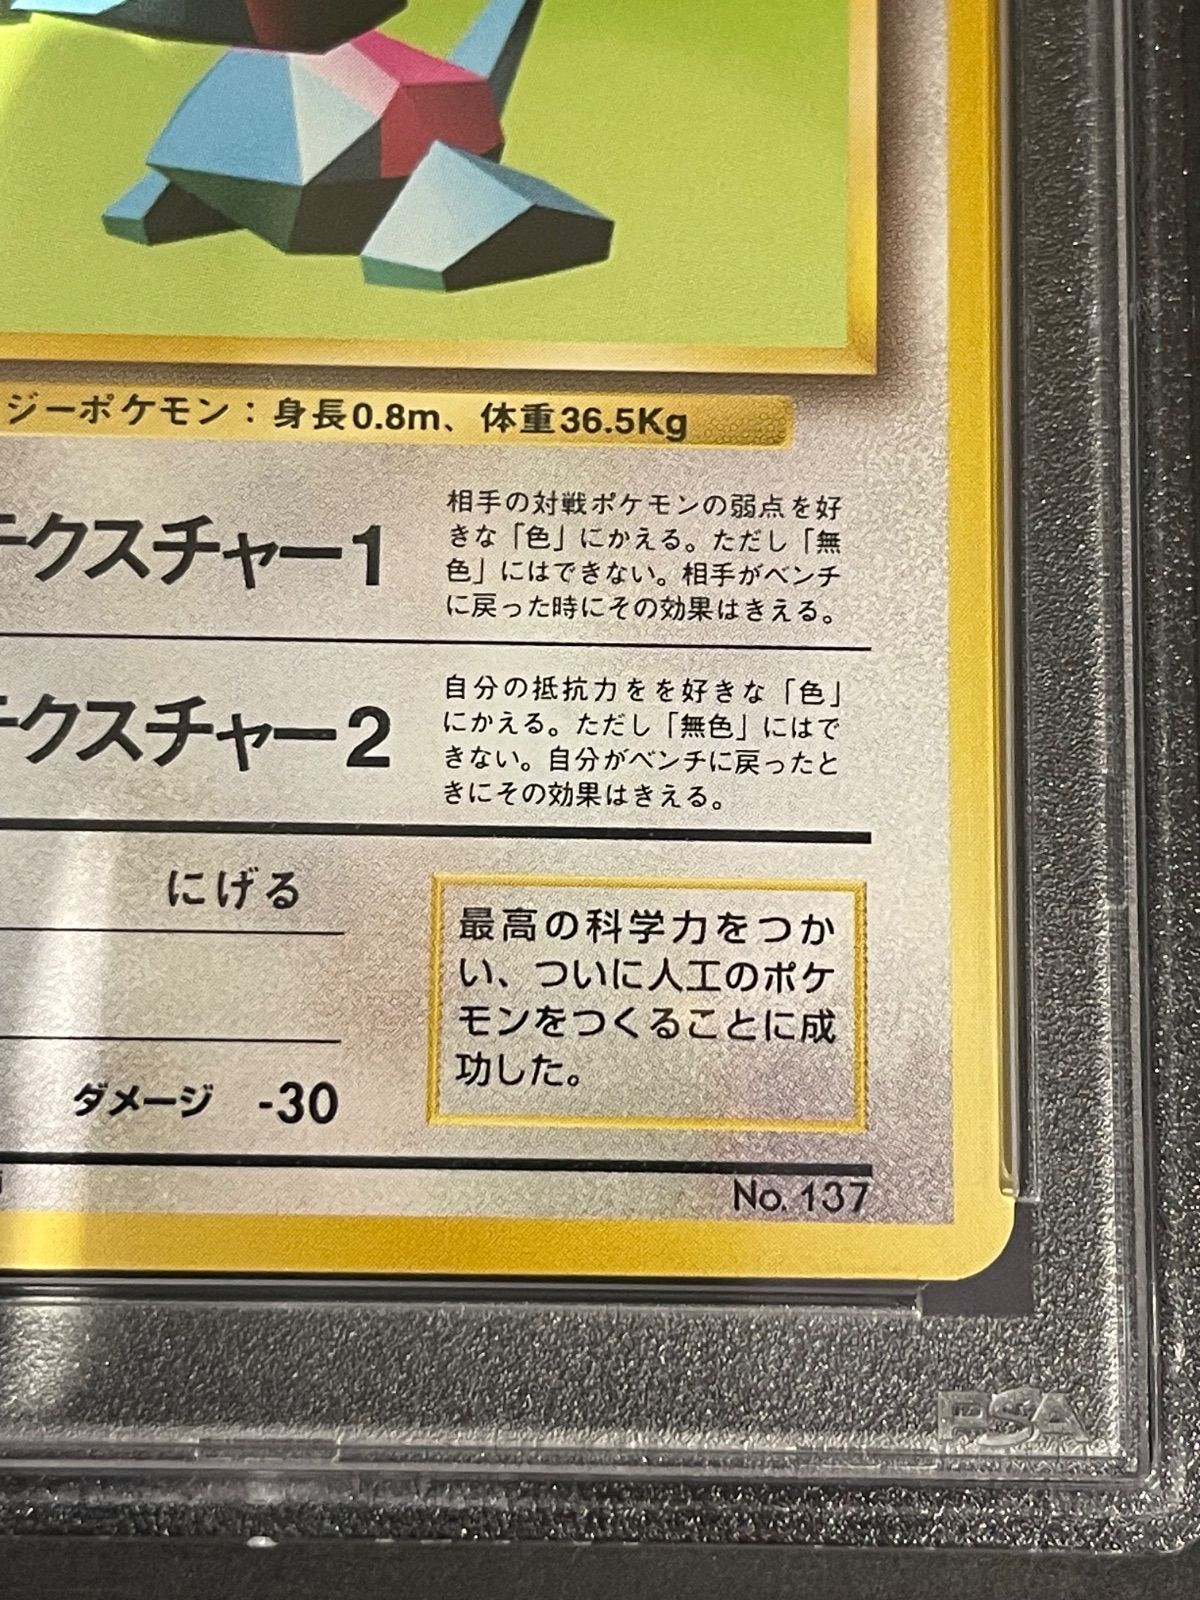 ジーポケモン：身長0.8m、体重36.5Kg
テクスチャー1
相手の対戦ポケモンの弱点を好
きな「色」にかえる。ただし「無
色」にはできない。相手がベンチ
に戻った時にその効果はきえる。
テクスチャー2
自分の抵抗力をを好きな「色」
にかえる。ただし「無色」にはで
きない。自分がベンチに戻ったと
きにその効果はきえる。
にげる
ダメージ -30
最高の科学力をつか
い、ついに人工のポケ
モンをつくることに成
功した。
No. 137
PSA